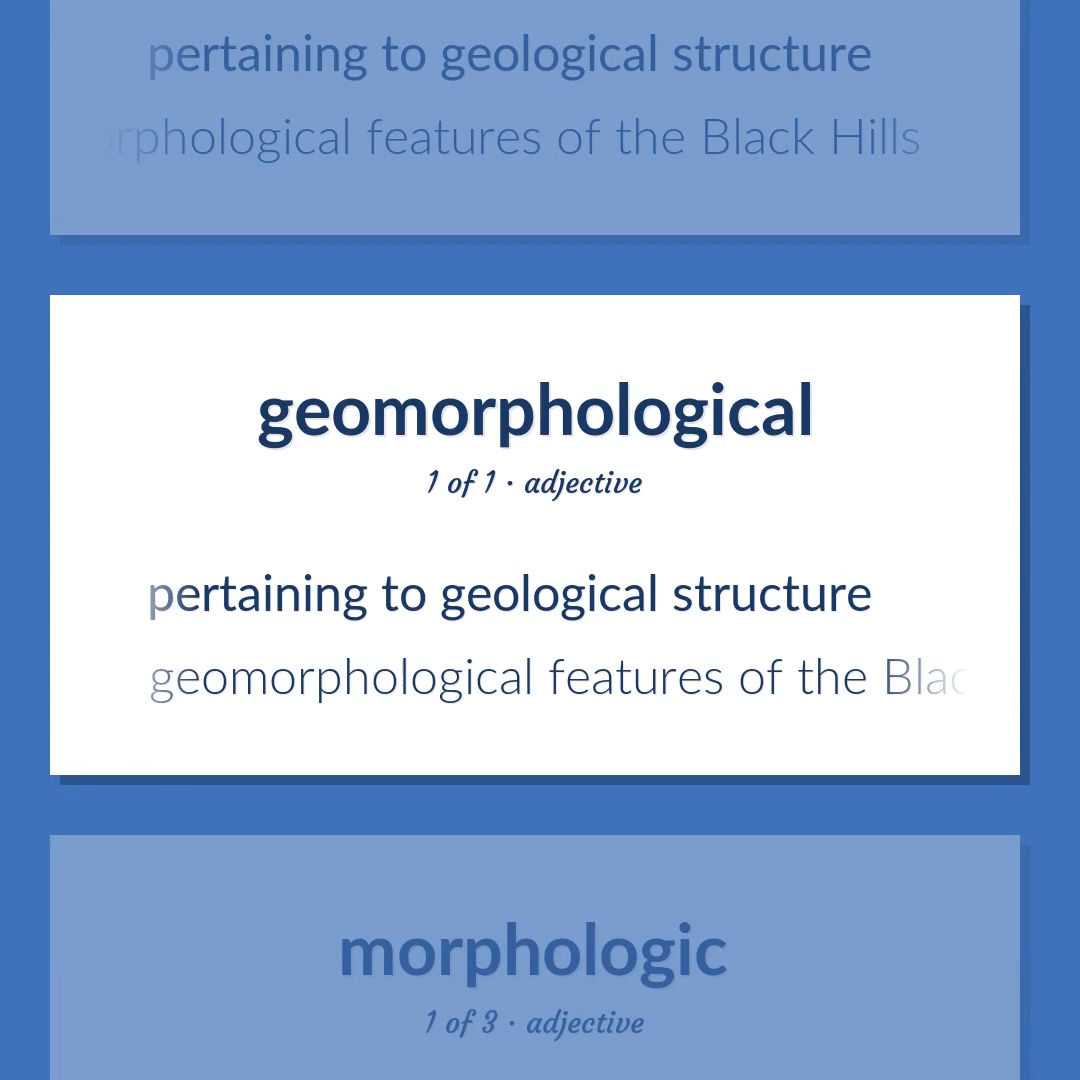 pertaining to geological structure
rphological features of the Black Hills
geomorphological
1 of 1 · adjective
pertaining to geological structure
geomorphological features of the Blac
morphologic
1 of 3 · adjective